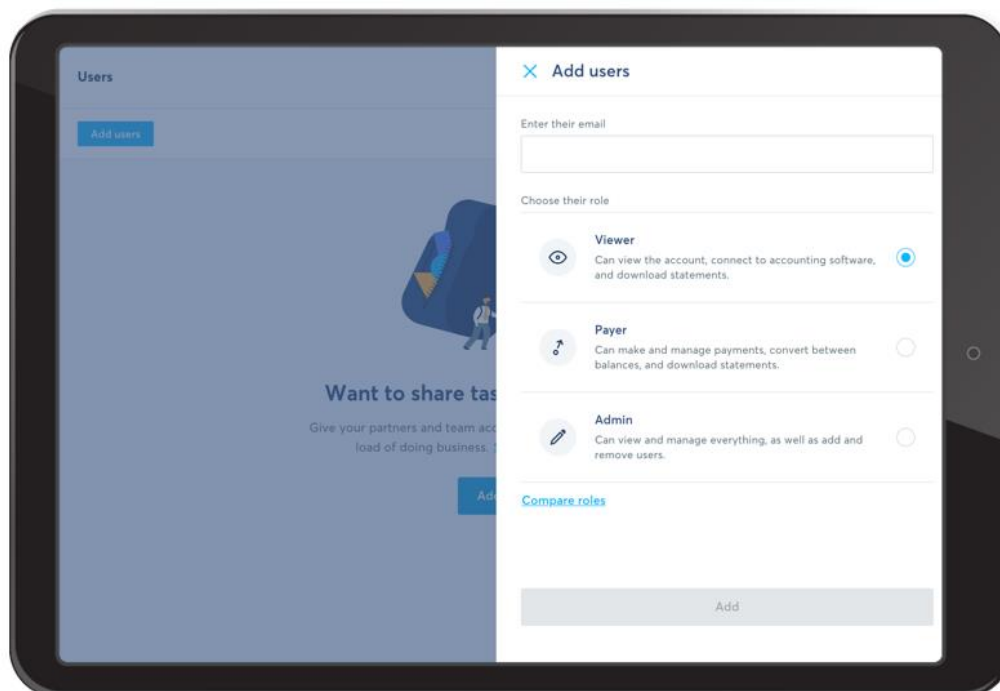 Users
Add users
Want to share tas
Give your partners and team acc
load of doing business.
Ad
Add users
Enter their email
Choose their role
Viewer
Can view the account, connect to accounting software,
and download statements.
Payer
Can make and manage payments, convert between
balances, and download statements.
Admin
Can view and manage everything, as well as add and
remove users.
Compare roles
Add